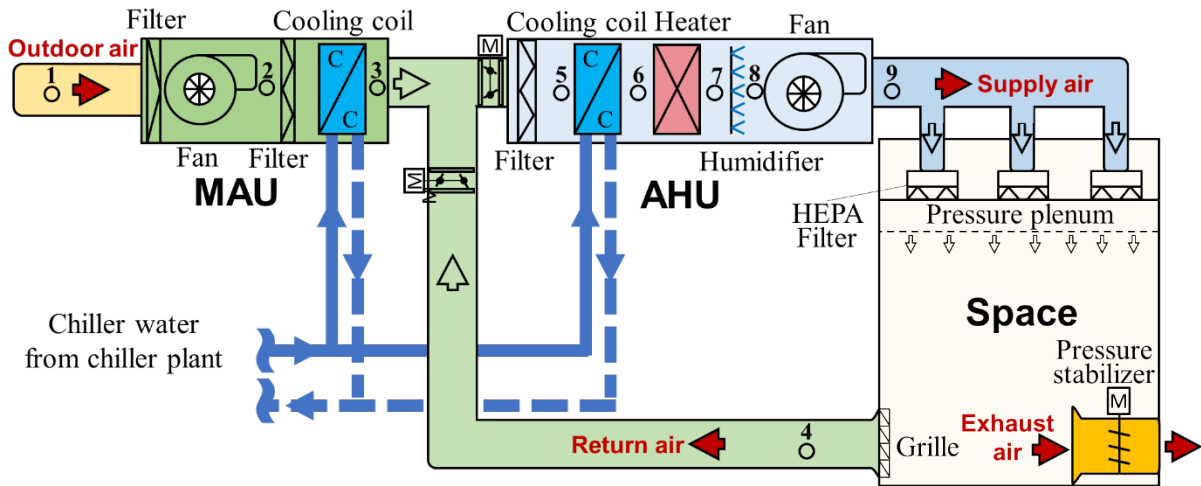 Filter
Cooling coil
Cooling coil
Heater
Fan
Outdoor air
M
1
2
3
C
C
5
C
C
6
7
8
9
Supply air
Fan
Filter
MAU
Filter
AHU
Humidifier
M
M
HEPA
Filter
Pressure plenum
Chiller water
from chiller plant
Space
Pressure
stabilizer
M
Return air
4
Grille
Exhaust
air